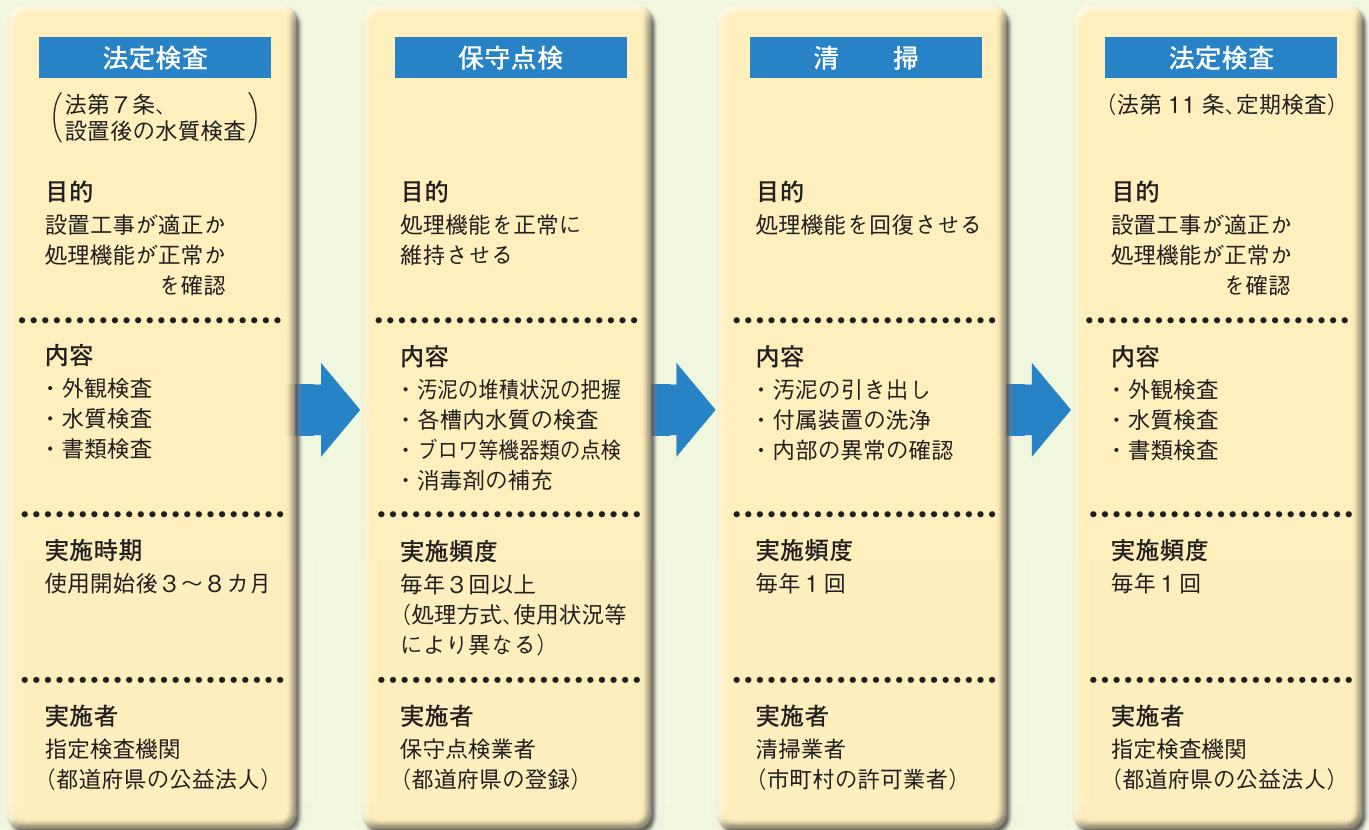 法定検査
(法第７条、
設置後の水質検査)
目的
設置工事が適正か
処理機能が正常か
を確認
内容
・外観検査
・水質検査
・書類検査
実施時期
使用開始後３～８カ月
実施者
指定検査機関
(都道府県の公益法人)
保守点検
目的
処理機能を正常に
維持させる
内容
・汚泥の堆積状況の把握
・各槽内水質の検査
・ブロワ等機器類の点検
・消毒剤の補充
実施頻度
毎年３回以上
(処理方式、使用状況等
により異なる)
実施者
保守点検業者
(都道府県の登録)
清　掃
目的
処理機能を回復させる
内容
・汚泥の引き出し
・付属装置の洗浄
・内部の異常の確認
実施頻度
毎年１回
実施者
清掃業者
(市町村の許可業者)
法定検査
(法第 11 条、定期検査)
目的
設置工事が適正か
処理機能が正常か
を確認
内容
・外観検査
・水質検査
・書類検査
実施頻度
毎年１回
実施者
指定検査機関
(都道府県の公益法人)